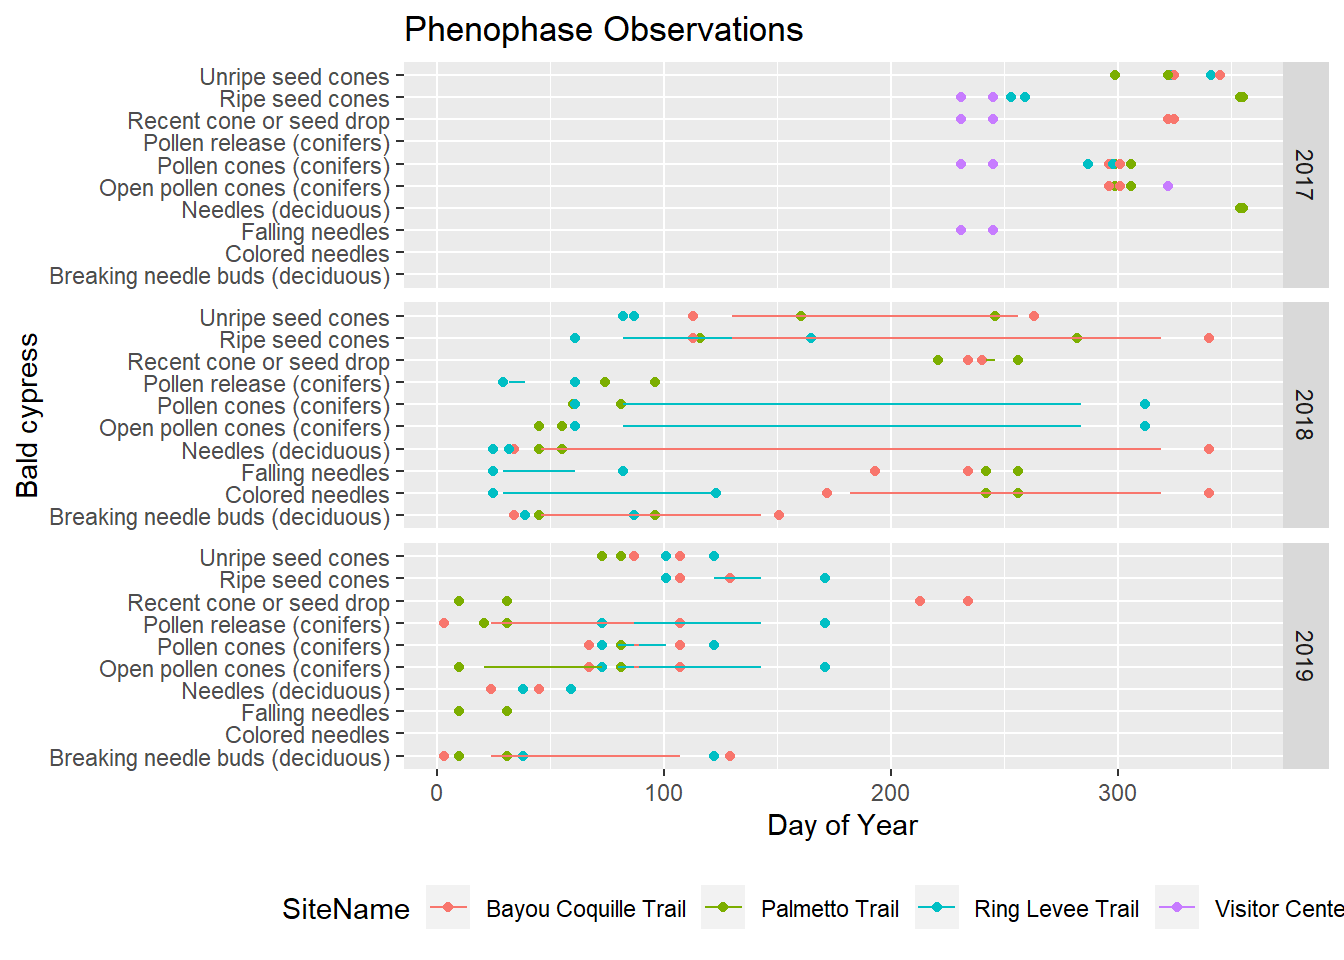 Phenophase Observations
Unripe seed cones
Ripe seed cones
Recent cone or seed drop
Pollen release (conifers)
Pollen cones (conifers)
Open pollen cones (conifers)
Needles (deciduous)
Falling needles
Colored needles
Breaking needle buds (deciduous)
2017
Unripe seed cones
Ripe seed cones
Recent cone or seed drop
Pollen release (conifers)
Pollen cones (conifers)
Open pollen cones (conifers)
Needles (deciduous)
Falling needles
Colored needles
Breaking needle buds (deciduous)
2018
Bald cypress
Unripe seed cones
Ripe seed cones
Recent cone or seed drop
Pollen release (conifers)
Pollen cones (conifers)
Open pollen cones (conifers)
Needles (deciduous)
Falling needles
Colored needles
Breaking needle buds (deciduous)
2019
0 100 200 300
Day of Year
SiteName Bayou Coquille Trail Palmetto Trail Ring Levee Trail Visitor Cente